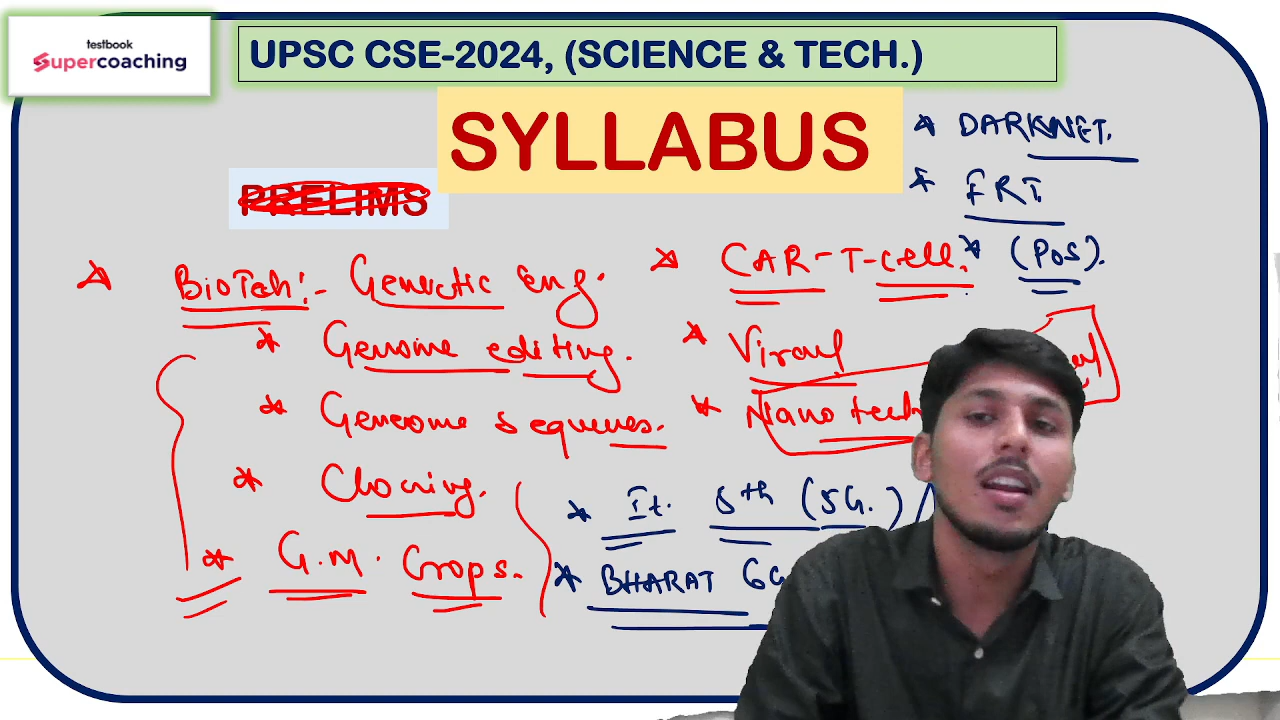 testbook
Supercoaching
UPSC CSE-2024, (SCIENCE & TECH.)
SYLLABUS
PRELIMS
* DARKNET.
* FRT
* (POS).
* BioTech:- Genetic eng.
* Genome editing.
* Genome sequences.
* Cloning.
* G.M. Crops.
* CAR-T-cell.
* Viral
* Nano tech
* It. 5th (5G.)
* BHARAT 6G